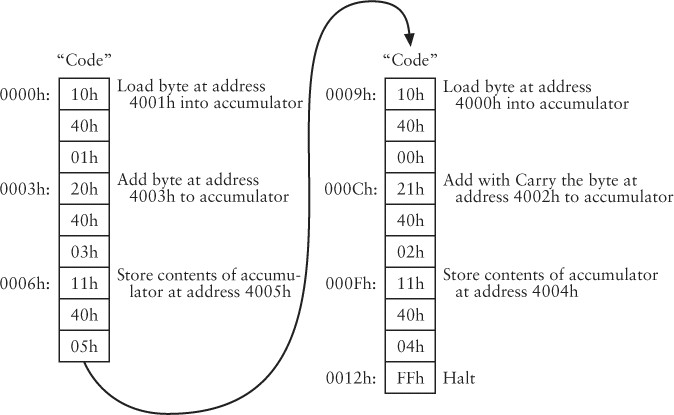 “Code”
0000h: 10h Load byte at address
4001h into accumulator
40h
01h
0003h: 20h Add byte at address
4003h to accumulator
40h
03h
0006h: 11h Store contents of accumu-
lator at address 4005h
40h
05h
“Code”
0009h: 10h Load byte at address
4000h into accumulator
40h
00h
000Ch: 21h Add with Carry the byte at
address 4002h to accumulator
40h
02h
000Fh: 11h Store contents of accumulator
at address 4004h
40h
04h
0012h: FFh Halt